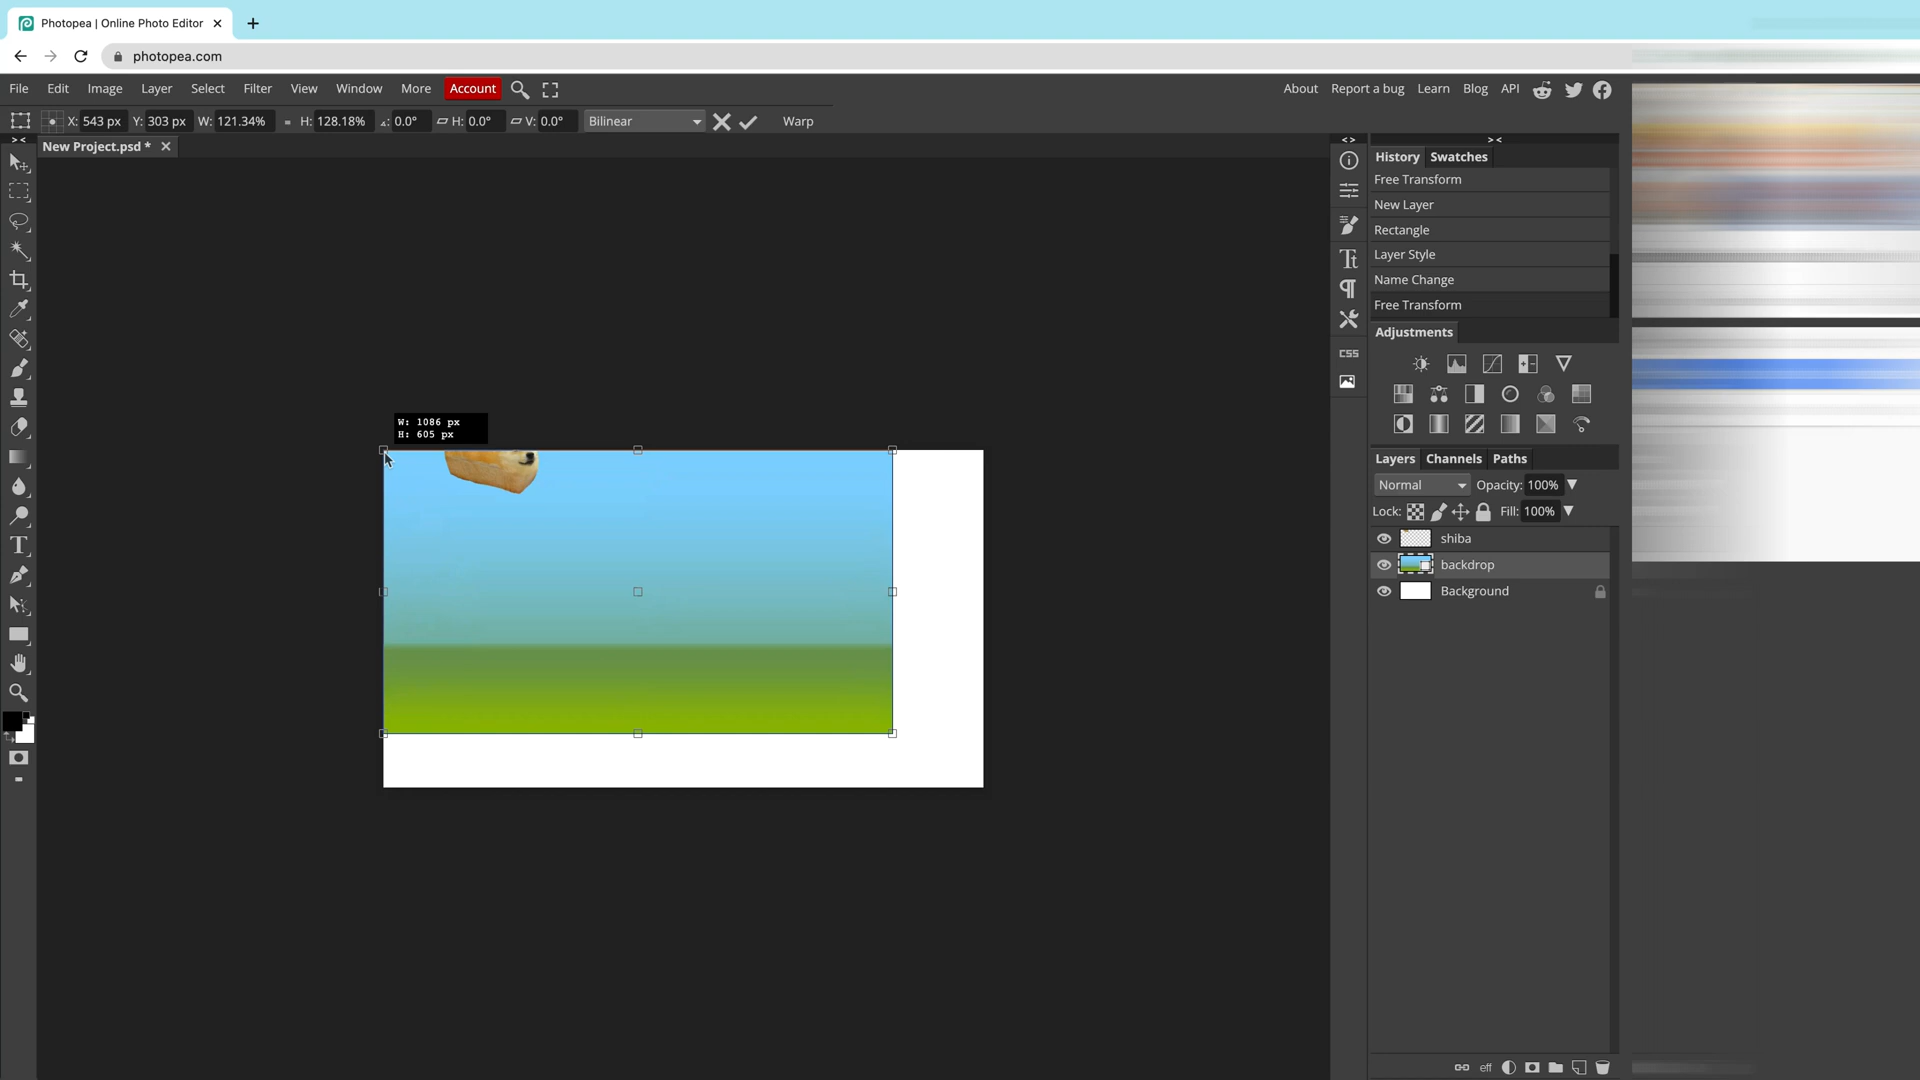 Photopea | Online Photo Editor
photopea.com
File Edit Image Layer Select Filter View Window More Account About Report a bug Learn Blog API
X: 543 px Y: 303 px W: 121.34% H: 128.18% 0.0° H: 0.0° V: 0.0° Bilinear Warp
New Project.psd *
History Swatches
Free Transform
New Layer
Rectangle
Layer Style
Name Change
Free Transform
Adjustments
CSS
W: 1086 px
H: 605 px
Layers Channels Paths
Normal Opacity: 100%
Lock: Fill: 100%
shiba
backdrop
Background
eff